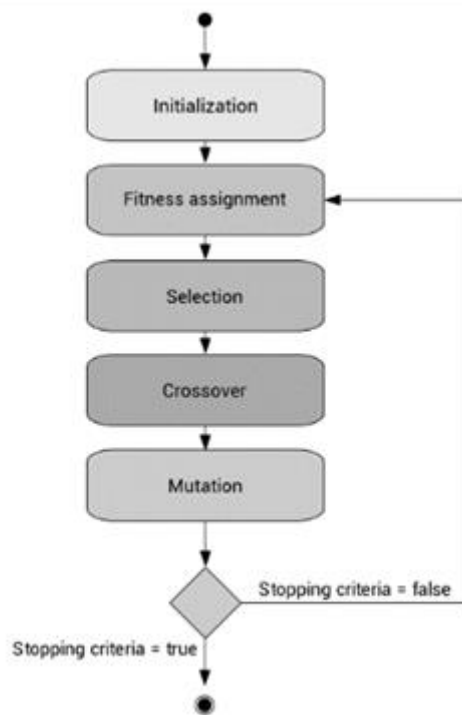 Initialization
Fitness assignment
Selection
Crossover
Mutation
Stopping criteria = false
Stopping criteria = true